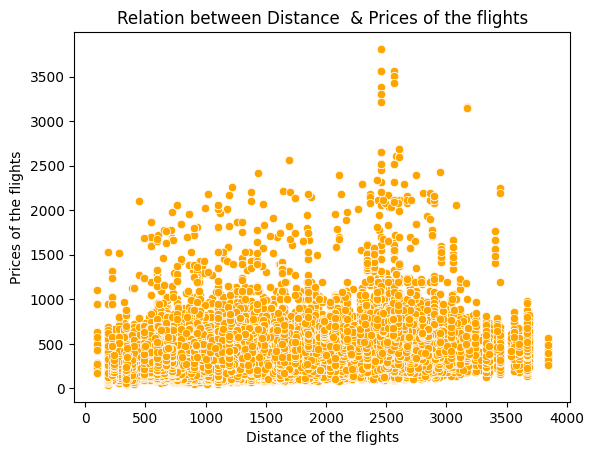 Relation between Distance  & Prices of the flights
Prices of the flights
3500
3000
2500
2000
1500
1000
500
0
0 500 1000 1500 2000 2500 3000 3500 4000
Distance of the flights